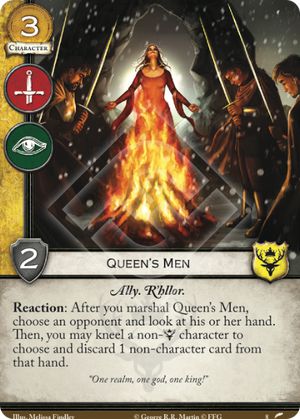 3
CHARACTER
2
QUEEN'S MEN
Ally. R'hllor.
Reaction: After you marshal Queen's Men,
choose an opponent and look at his or her hand.
Then, you may kneel a non- character to
choose and discard 1 non-character card from
that hand.
"One realm, one god, one king!"
Illus. Melissa Findley © George R.R. Martin © FFG 8